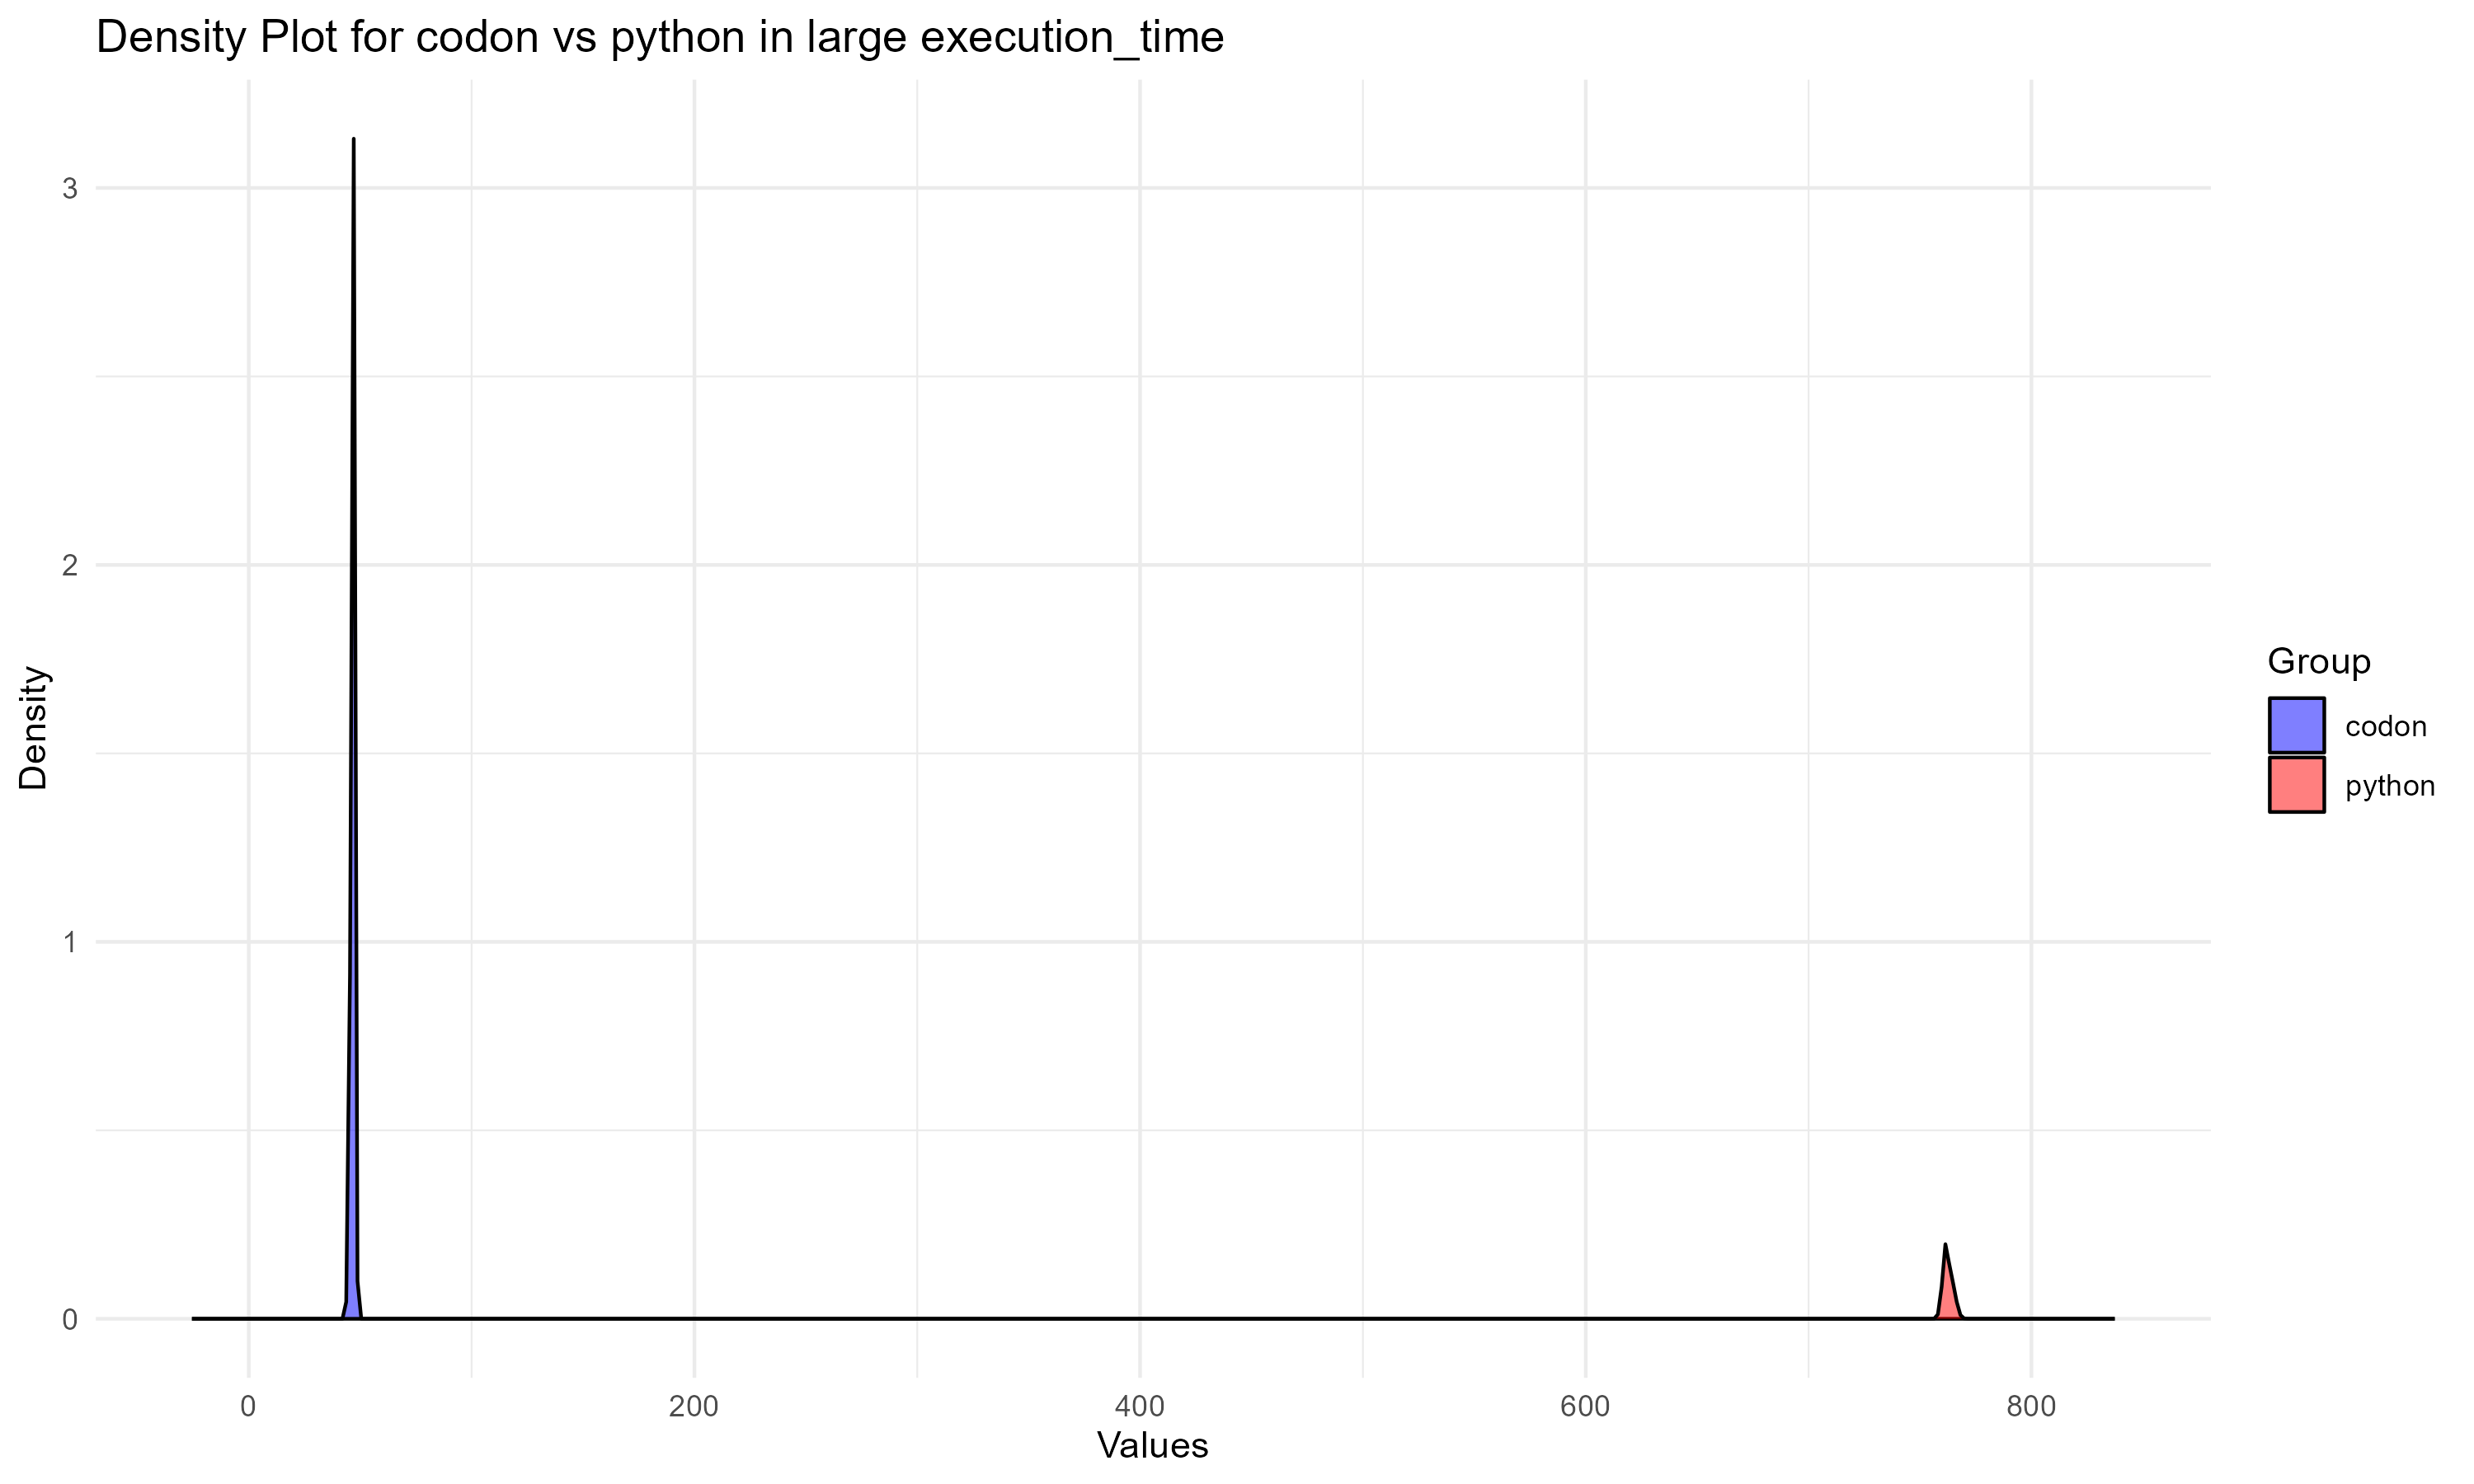 Density Plot for codon vs python in large execution_time
3
2
1
0
Density
0 200 400 600 800
Values
Group
codon
python